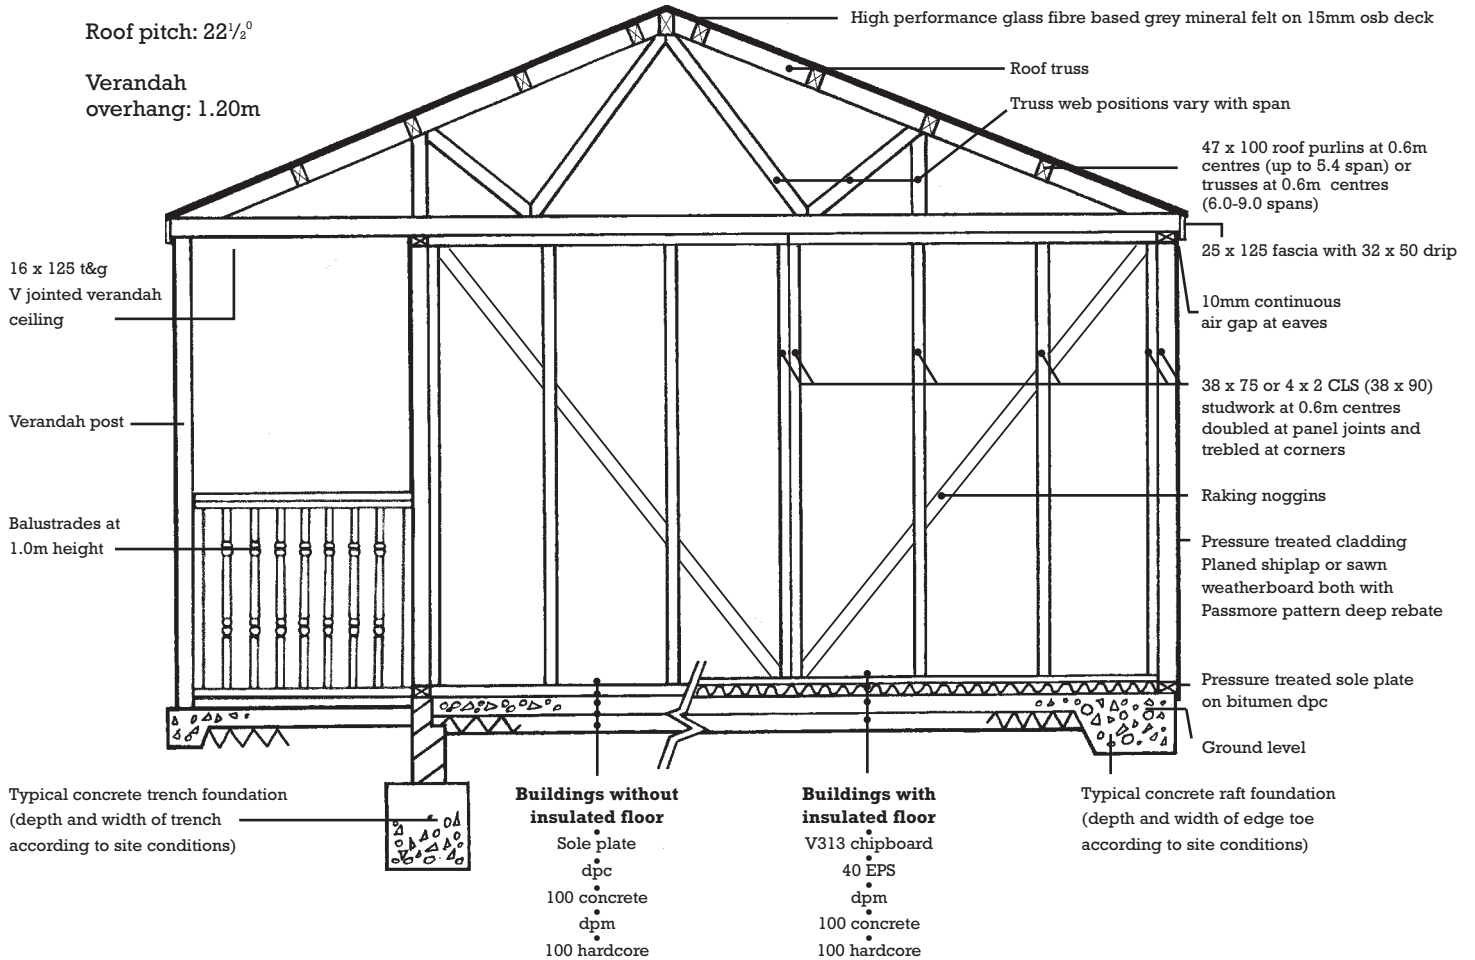 Roof pitch: 22½⁰
Verandah
overhang: 1.20m
High performance glass fibre based grey mineral felt on 15mm osb deck
Roof truss
Truss web positions vary with span
47 x 100 roof purlins at 0.6m
centres (up to 5.4 span) or
trusses at 0.6m centres
(6.0-9.0 spans)
25 x 125 fascia with 32 x 50 drip
10mm continuous
air gap at eaves
38 x 75 or 4 x 2 CLS (38 x 90)
studwork at 0.6m centres
doubled at panel joints and
trebled at corners
Raking noggins
Pressure treated cladding
Planed shiplap or sawn
weatherboard both with
Passmore pattern deep rebate
Pressure treated sole plate
on bitumen dpc
Ground level
16 x 125 t&g
V jointed verandah
ceiling
Verandah post
Balustrades at
1.0m height
Typical concrete trench foundation
(depth and width of trench
according to site conditions)
Buildings without
insulated floor
Sole plate
dpc
100 concrete
dpm
100 hardcore
Buildings with
insulated floor
V313 chipboard
40 EPS
dpm
100 concrete
100 hardcore
Typical concrete raft foundation
(depth and width of edge toe
according to site conditions)